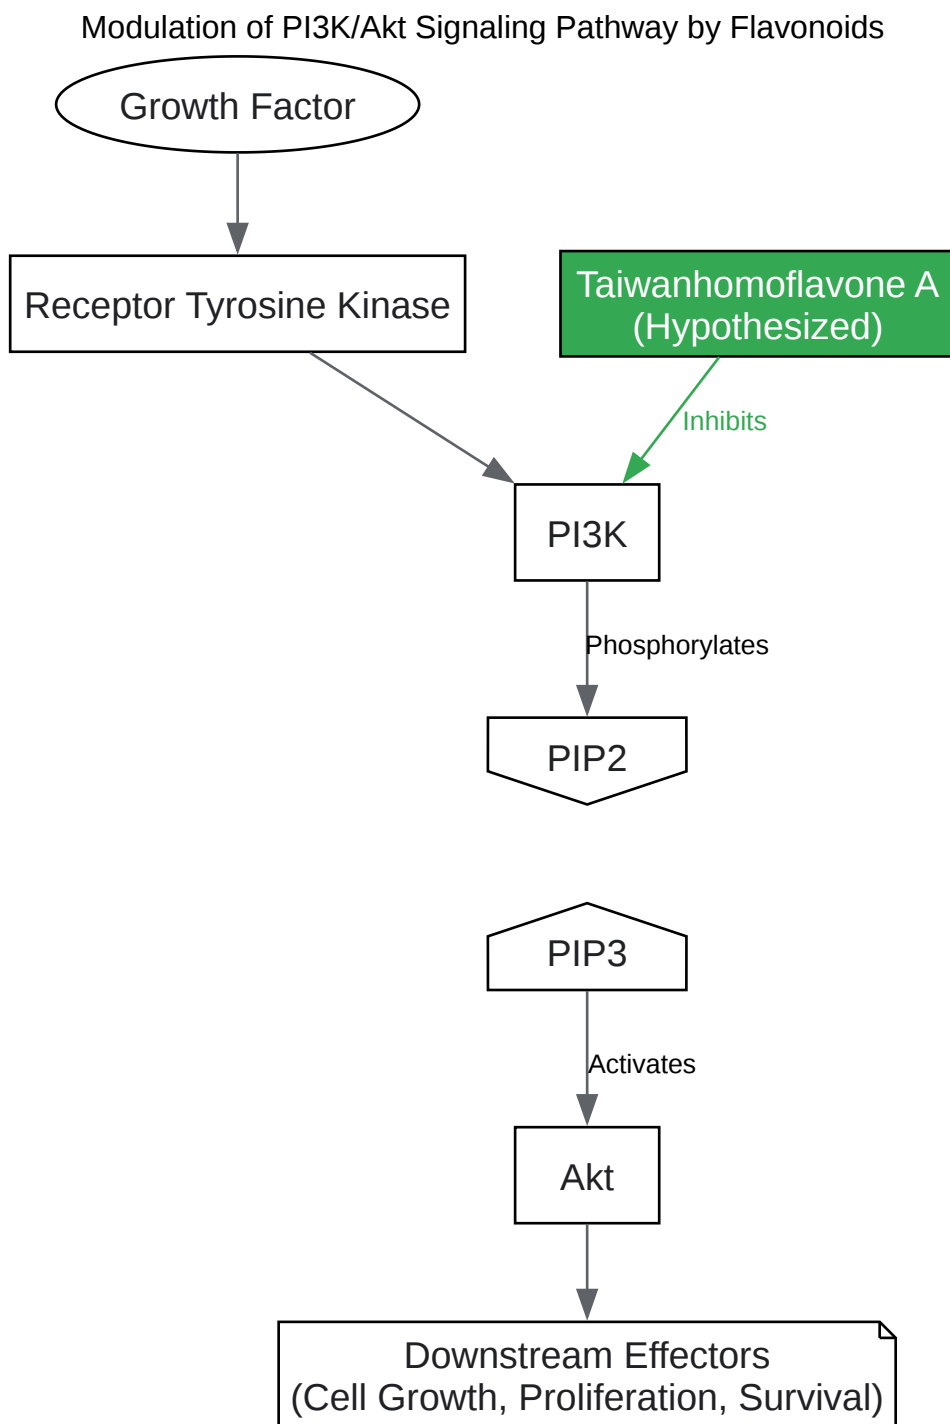 Modulation of PI3K/Akt Signaling Pathway by Flavonoids
Growth Factor
Receptor Tyrosine Kinase
Taiwanhomoflavone A
(Hypothesized)
Inhibits
PI3K
Phosphorylates
PIP2
PIP3
Activates
Akt
Downstream Effectors
(Cell Growth, Proliferation, Survival)